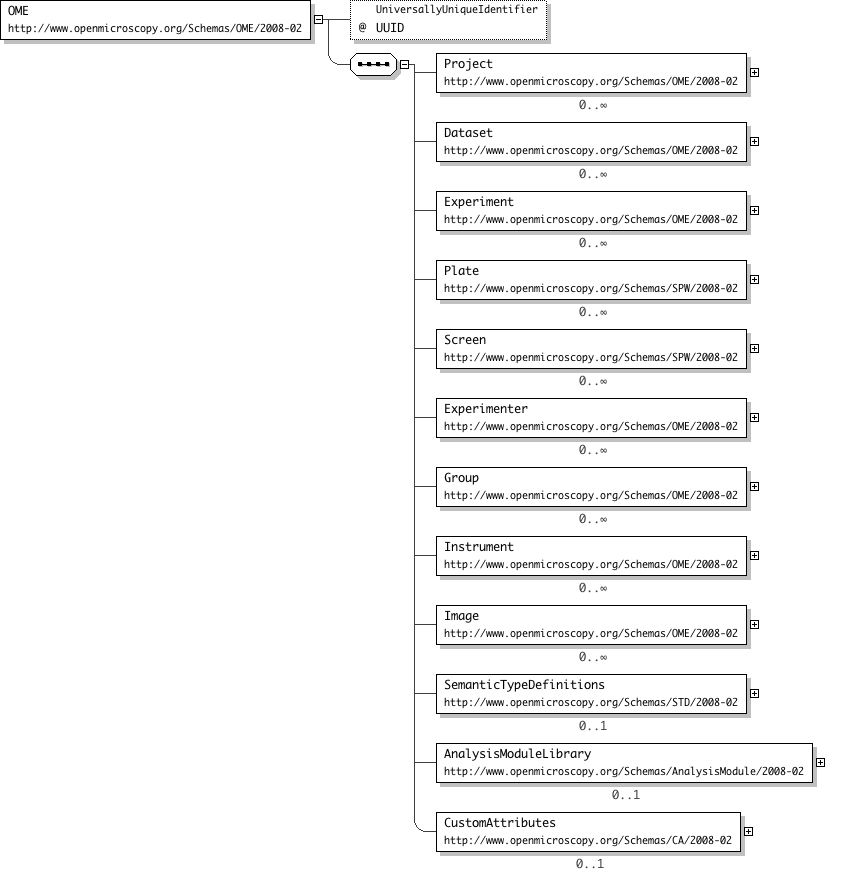 OME
http://www.openmicroscopy.org/Schemas/OME/2008-02
UniversallyUniqueIdentifier
@ UUID
Project
http://www.openmicroscopy.org/Schemas/OME/2008-02
0..∞
Dataset
http://www.openmicroscopy.org/Schemas/OME/2008-02
0..∞
Experiment
http://www.openmicroscopy.org/Schemas/OME/2008-02
0..∞
Plate
http://www.openmicroscopy.org/Schemas/SPW/2008-02
0..∞
Screen
http://www.openmicroscopy.org/Schemas/SPW/2008-02
0..∞
Experimenter
http://www.openmicroscopy.org/Schemas/OME/2008-02
0..∞
Group
http://www.openmicroscopy.org/Schemas/OME/2008-02
0..∞
Instrument
http://www.openmicroscopy.org/Schemas/OME/2008-02
0..∞
Image
http://www.openmicroscopy.org/Schemas/OME/2008-02
0..∞
SemanticTypeDefinitions
http://www.openmicroscopy.org/Schemas/STD/2008-02
0..1
AnalysisModuleLibrary
http://www.openmicroscopy.org/Schemas/AnalysisModule/2008-02
0..1
CustomAttributes
http://www.openmicroscopy.org/Schemas/CA/2008-02
0..1